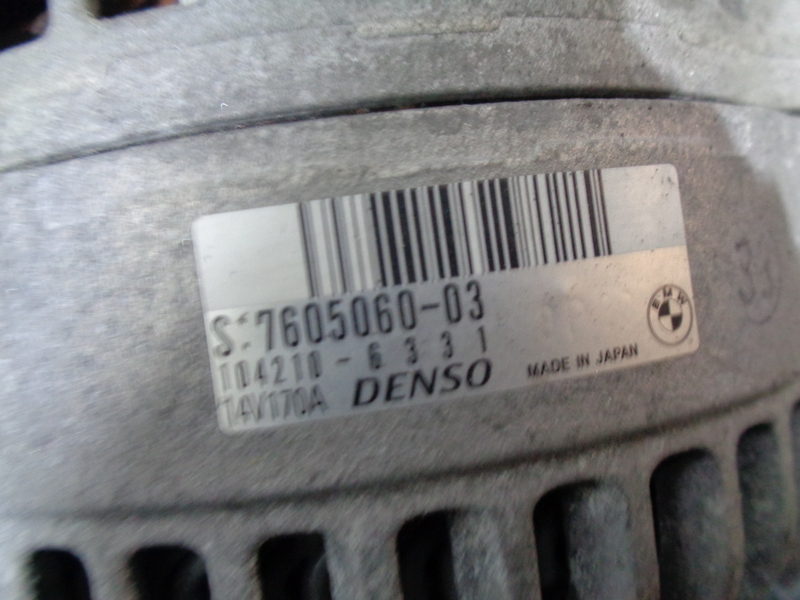 S:7605060-03
104210-6331
14V170A DENSO MADE IN JAPAN
BMW